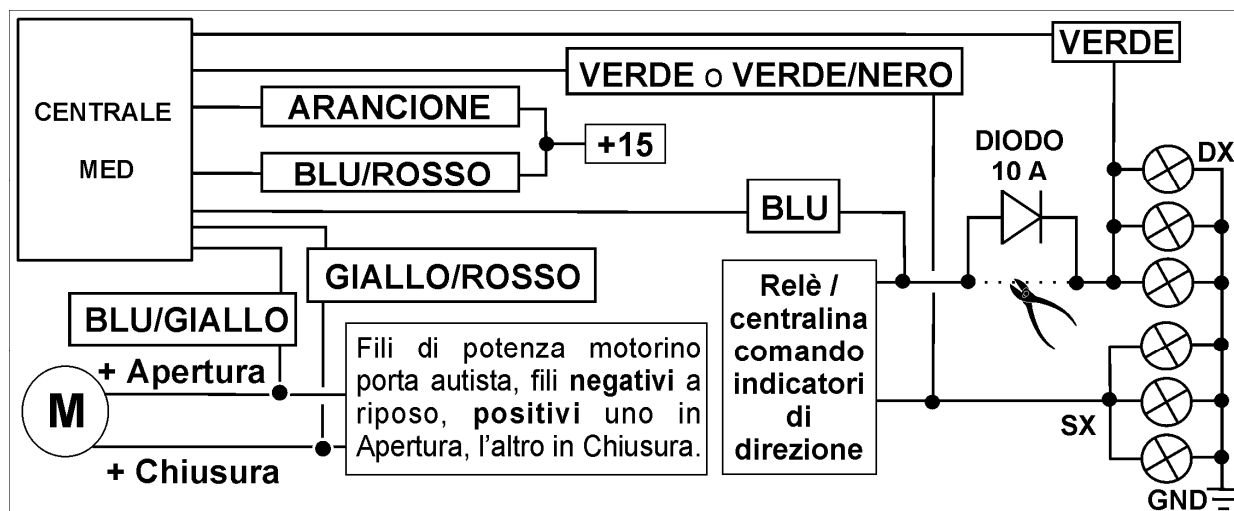 VERDE
VERDE o VERDE/NERO
CENTRALE
MED
ARANCIONE
+15
BLU/ROSSO
DIODO
10 A
DX
BLU
GIALLO/ROSSO
BLU/GIALLO
Relè /
centralina
comando
indicatori
di
direzione
+ Apertura
M
+ Chiusura
Fili di potenza motorino
porta autista, fili negativi a
riposo, positivi uno in
Apertura, l'altro in Chiusura.
SX
GND